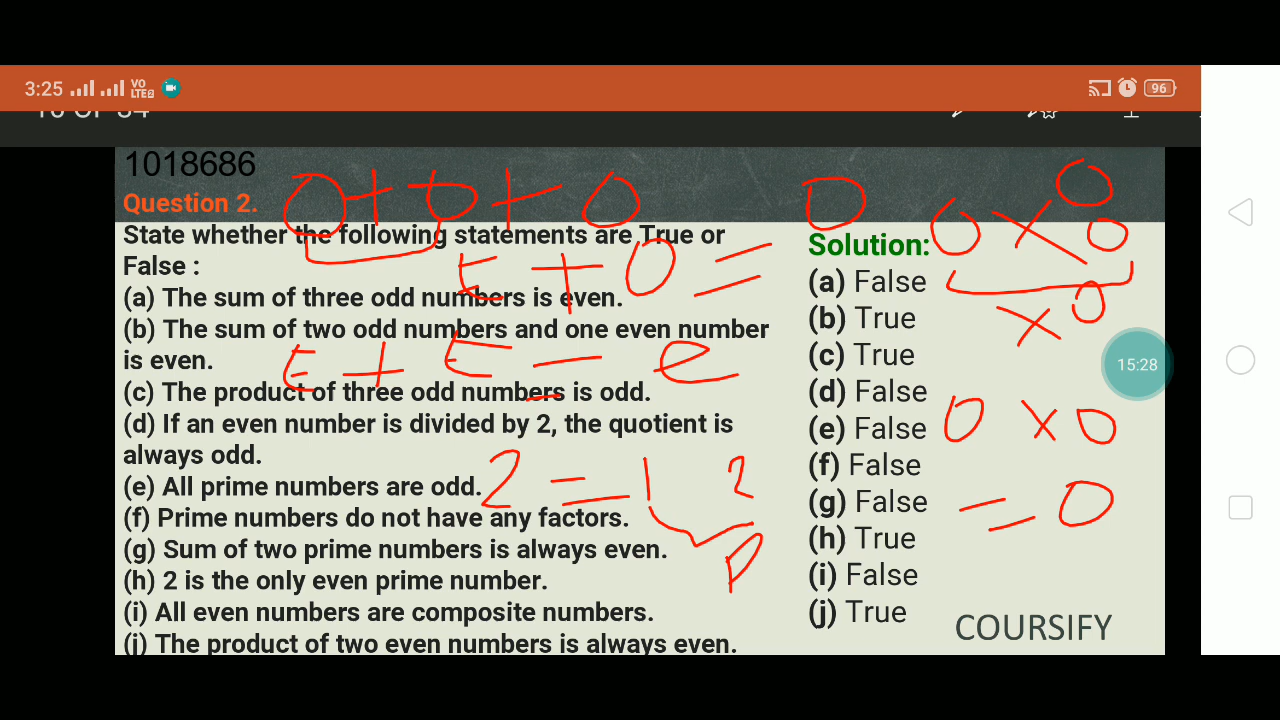 3:25 VO LTE2 96
1018686
Question 2.
State whether the following statements are True or
False :
(a) The sum of three odd numbers is even.
(b) The sum of two odd numbers and one even number
is even.
(c) The product of three odd numbers is odd.
(d) If an even number is divided by 2, the quotient is
always odd.
(e) All prime numbers are odd.
(f) Prime numbers do not have any factors.
(g) Sum of two prime numbers is always even.
(h) 2 is the only even prime number.
(i) All even numbers are composite numbers.
(j) The product of two even numbers is always even.
Solution:
(a) False
(b) True
(c) True
(d) False
(e) False
(f) False
(g) False
(h) True
(i) False
(j) True
COURSIFY
15:28
O + O + O
E + O =
O
E + E = e
2 = 1 2
P
O × O
O
× O
O × O
= O